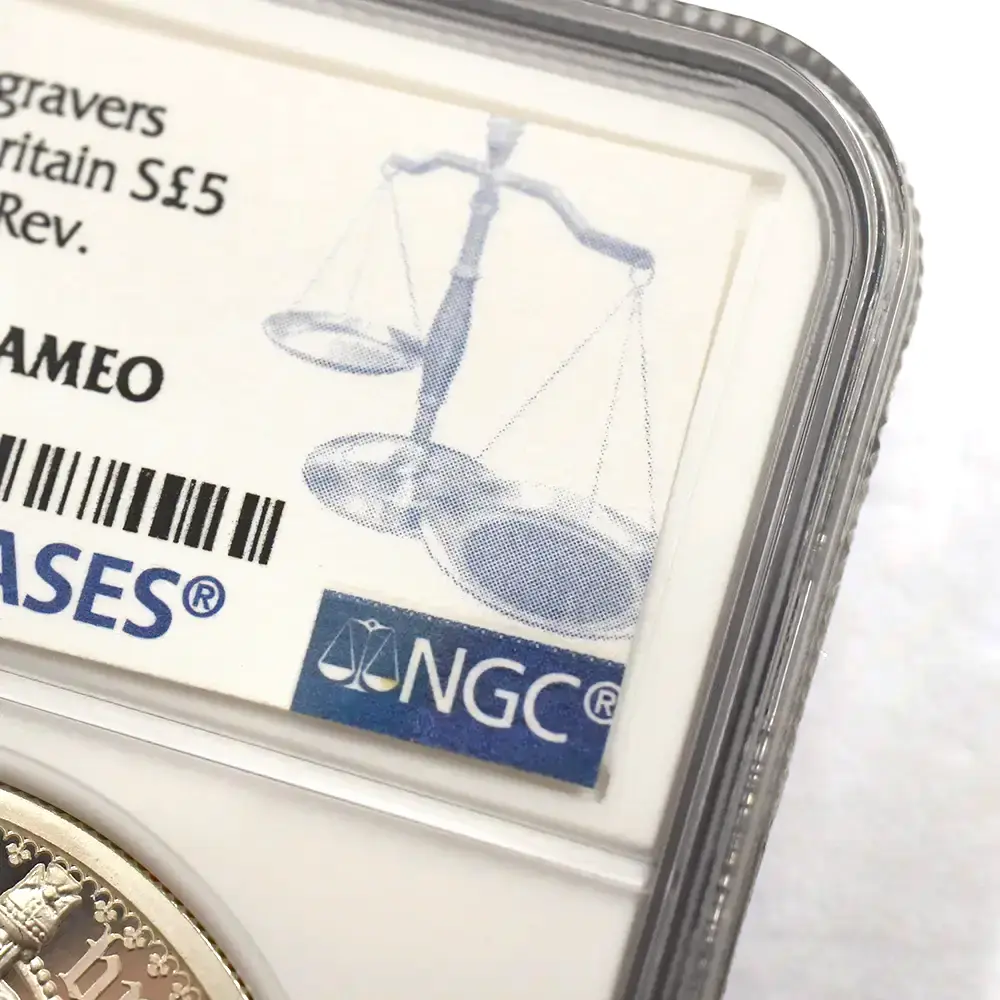 gravers
ritain S£5
Rev.
AMEO
ASES®
NGC®